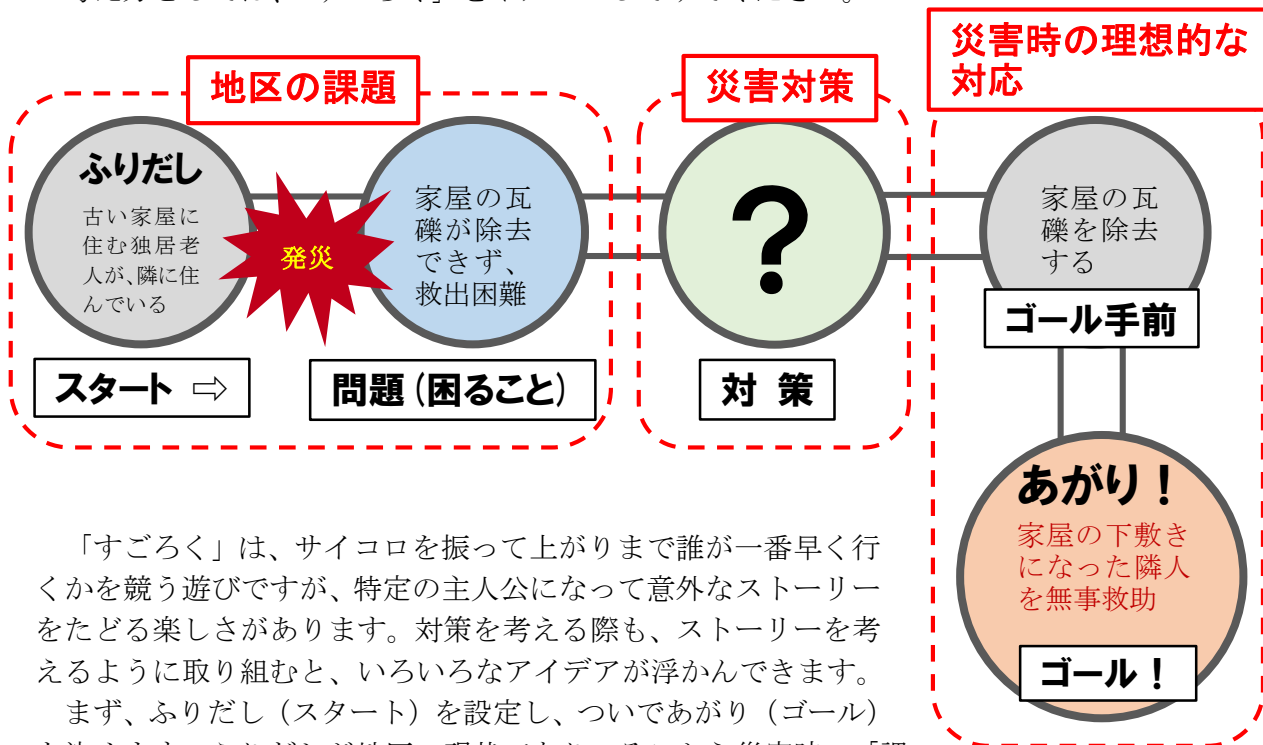 災害時の理想的な
対応
地区の課題
災害対策
ふりだし
古い家屋に
住む独居老
人が、隣に住
んでいる
発災
家屋の瓦
礫が除去
できず、
救出困難
?
家屋の瓦
礫を除去
する
ゴール手前
スタート ⇨
問題(困ること)
対 策
あがり!
家屋の下敷き
になった隣人
を無事救助
ゴール!
「すごろく」は、サイコロを振って上がりまで誰が一番早く行
くかを競う遊びですが、特定の主人公になって意外なストーリー
をたどる楽しさがあります。対策を考える際も、ストーリーを考
えるように取り組むと、いろいろなアイデアが浮かんできます。
まず、ふりだし(スタート)を設定し、ついであがり(ゴール)